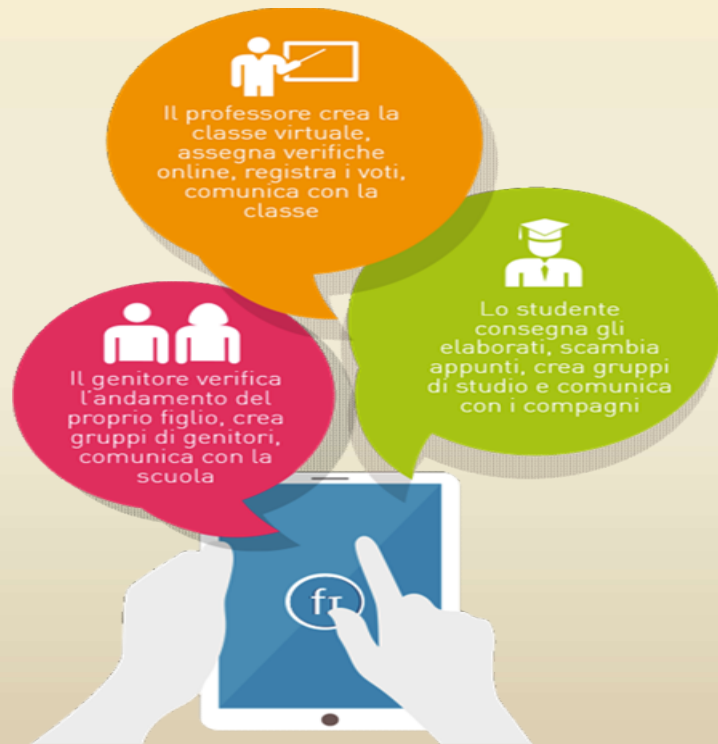 Il professore crea la
classe virtuale,
assegna verifiche
online, registra i voti,
comunica con la
classe
Lo studente
consegna gli
elaborati, scambia
appunti, crea gruppi
di studio e comunica
con i compagni
Il genitore verifica
l'andamento del
proprio figlio, crea
gruppi di genitori,
comunica con la
scuola